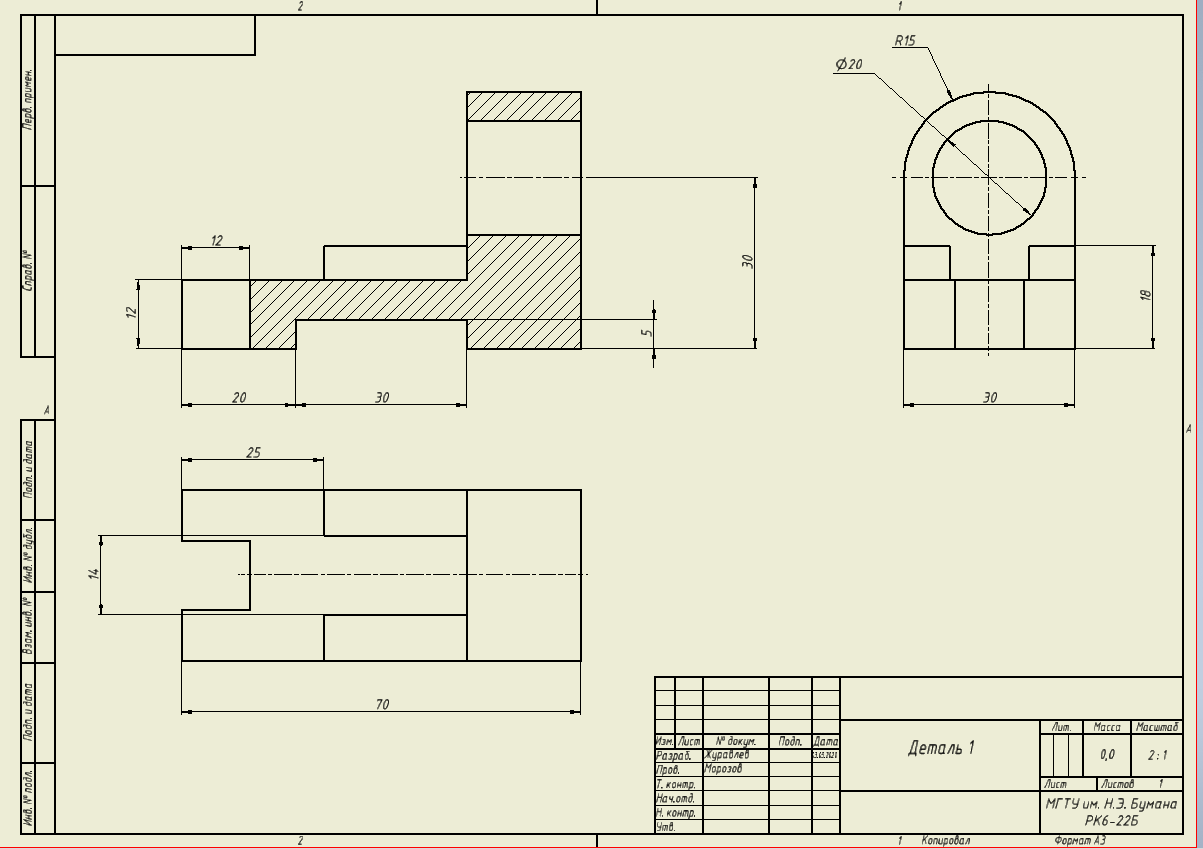 2
1
Перв. примен.
Справ. №
R15
Ø20
12
12
30
5
18
20
30
30
А
А
25
14
70
Подп. и дата
Инв. № дубл.
Взам. инв. №
Подп. и дата
Инв. № подл.
Изм. Лист № докум. Подп. Дата
Разраб. Журавлев
Пров. Морозов
Т. контр.
Нач.отд.
Н. контр.
Утв.
Деталь 1
Лит. Масса Масштаб
0,0 2:1
Лист Листов 1
МГТУ им. Н.Э. Бумана
РК6-22Б
2
1 Копировал Формат А3